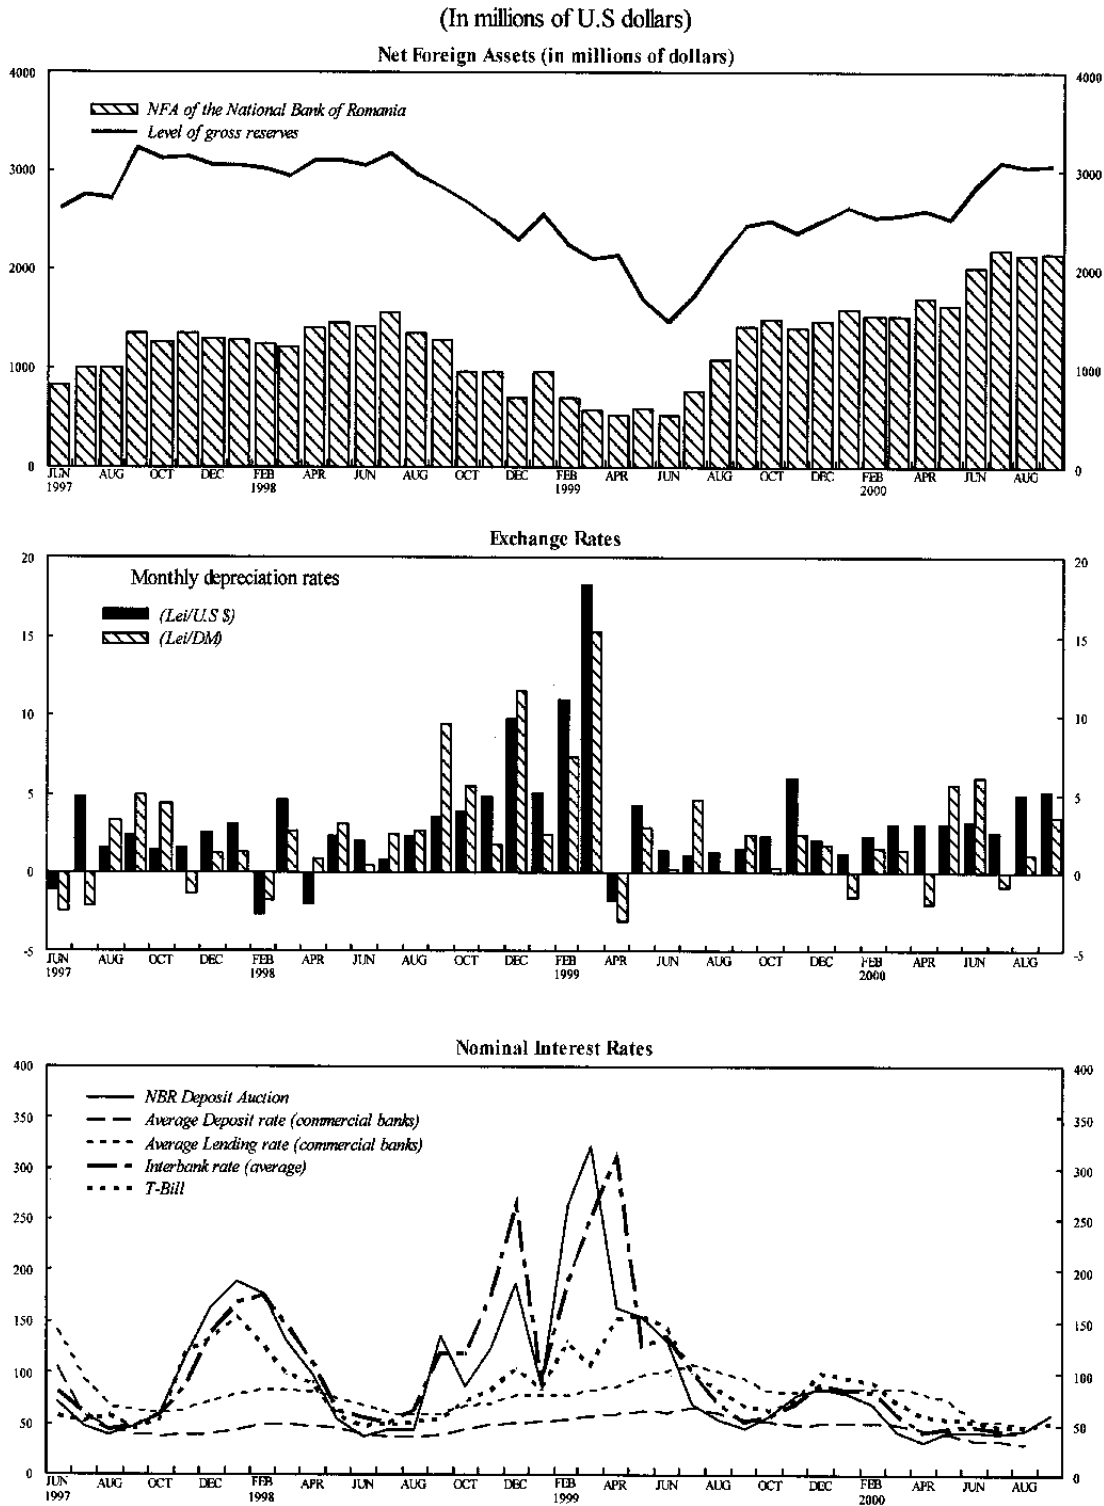 (In millions of U.S dollars)
Net Foreign Assets (in millions of dollars)
4000 4000
NFA of the National Bank of Romania
Level of gross reserves
3000 3000
2000 2000
1000 1000
0 0
JUN AUG OCT DEC FEB APR JUN AUG OCT DEC FEB APR JUN AUG OCT DEC FEB APR JUN AUG
1997 1998 1999 2000
Exchange Rates
20 20
Monthly depreciation rates
(Lei/U.S $)
(Lei/DM)
15 15
10 10
5 5
0 0
-5 -5
JUN AUG OCT DEC FEB APR JUN AUG OCT DEC FEB APR JUN AUG OCT DEC FEB APR JUN AUG
1997 1998 1999 2000
Nominal Interest Rates
400 400
NBR Deposit Auction
350 350
Average Deposit rate (commercial banks)
Average Lending rate (commercial banks)
300 300
Interbank rate (average)
T-Bill
250 250
200 200
150 150
100 100
50 50
0 0
JUN AUG OCT DEC FEB APR JUN AUG OCT DEC FEB APR JUN AUG OCT DEC FEB APR JUN AUG
1997 1998 1999 2000